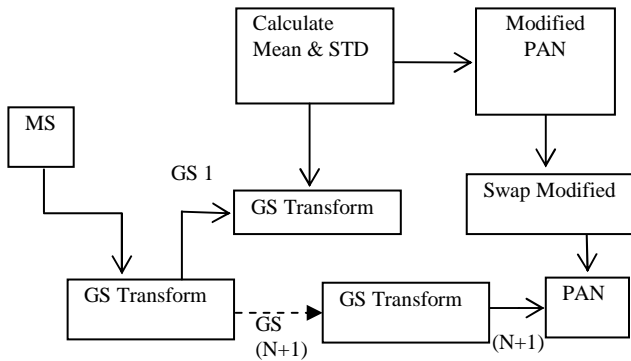 Calculate
Mean & STD
Modified
PAN
MS
GS 1
GS Transform
Swap Modified
GS Transform
GS
(N+1)
GS Transform
(N+1)
PAN